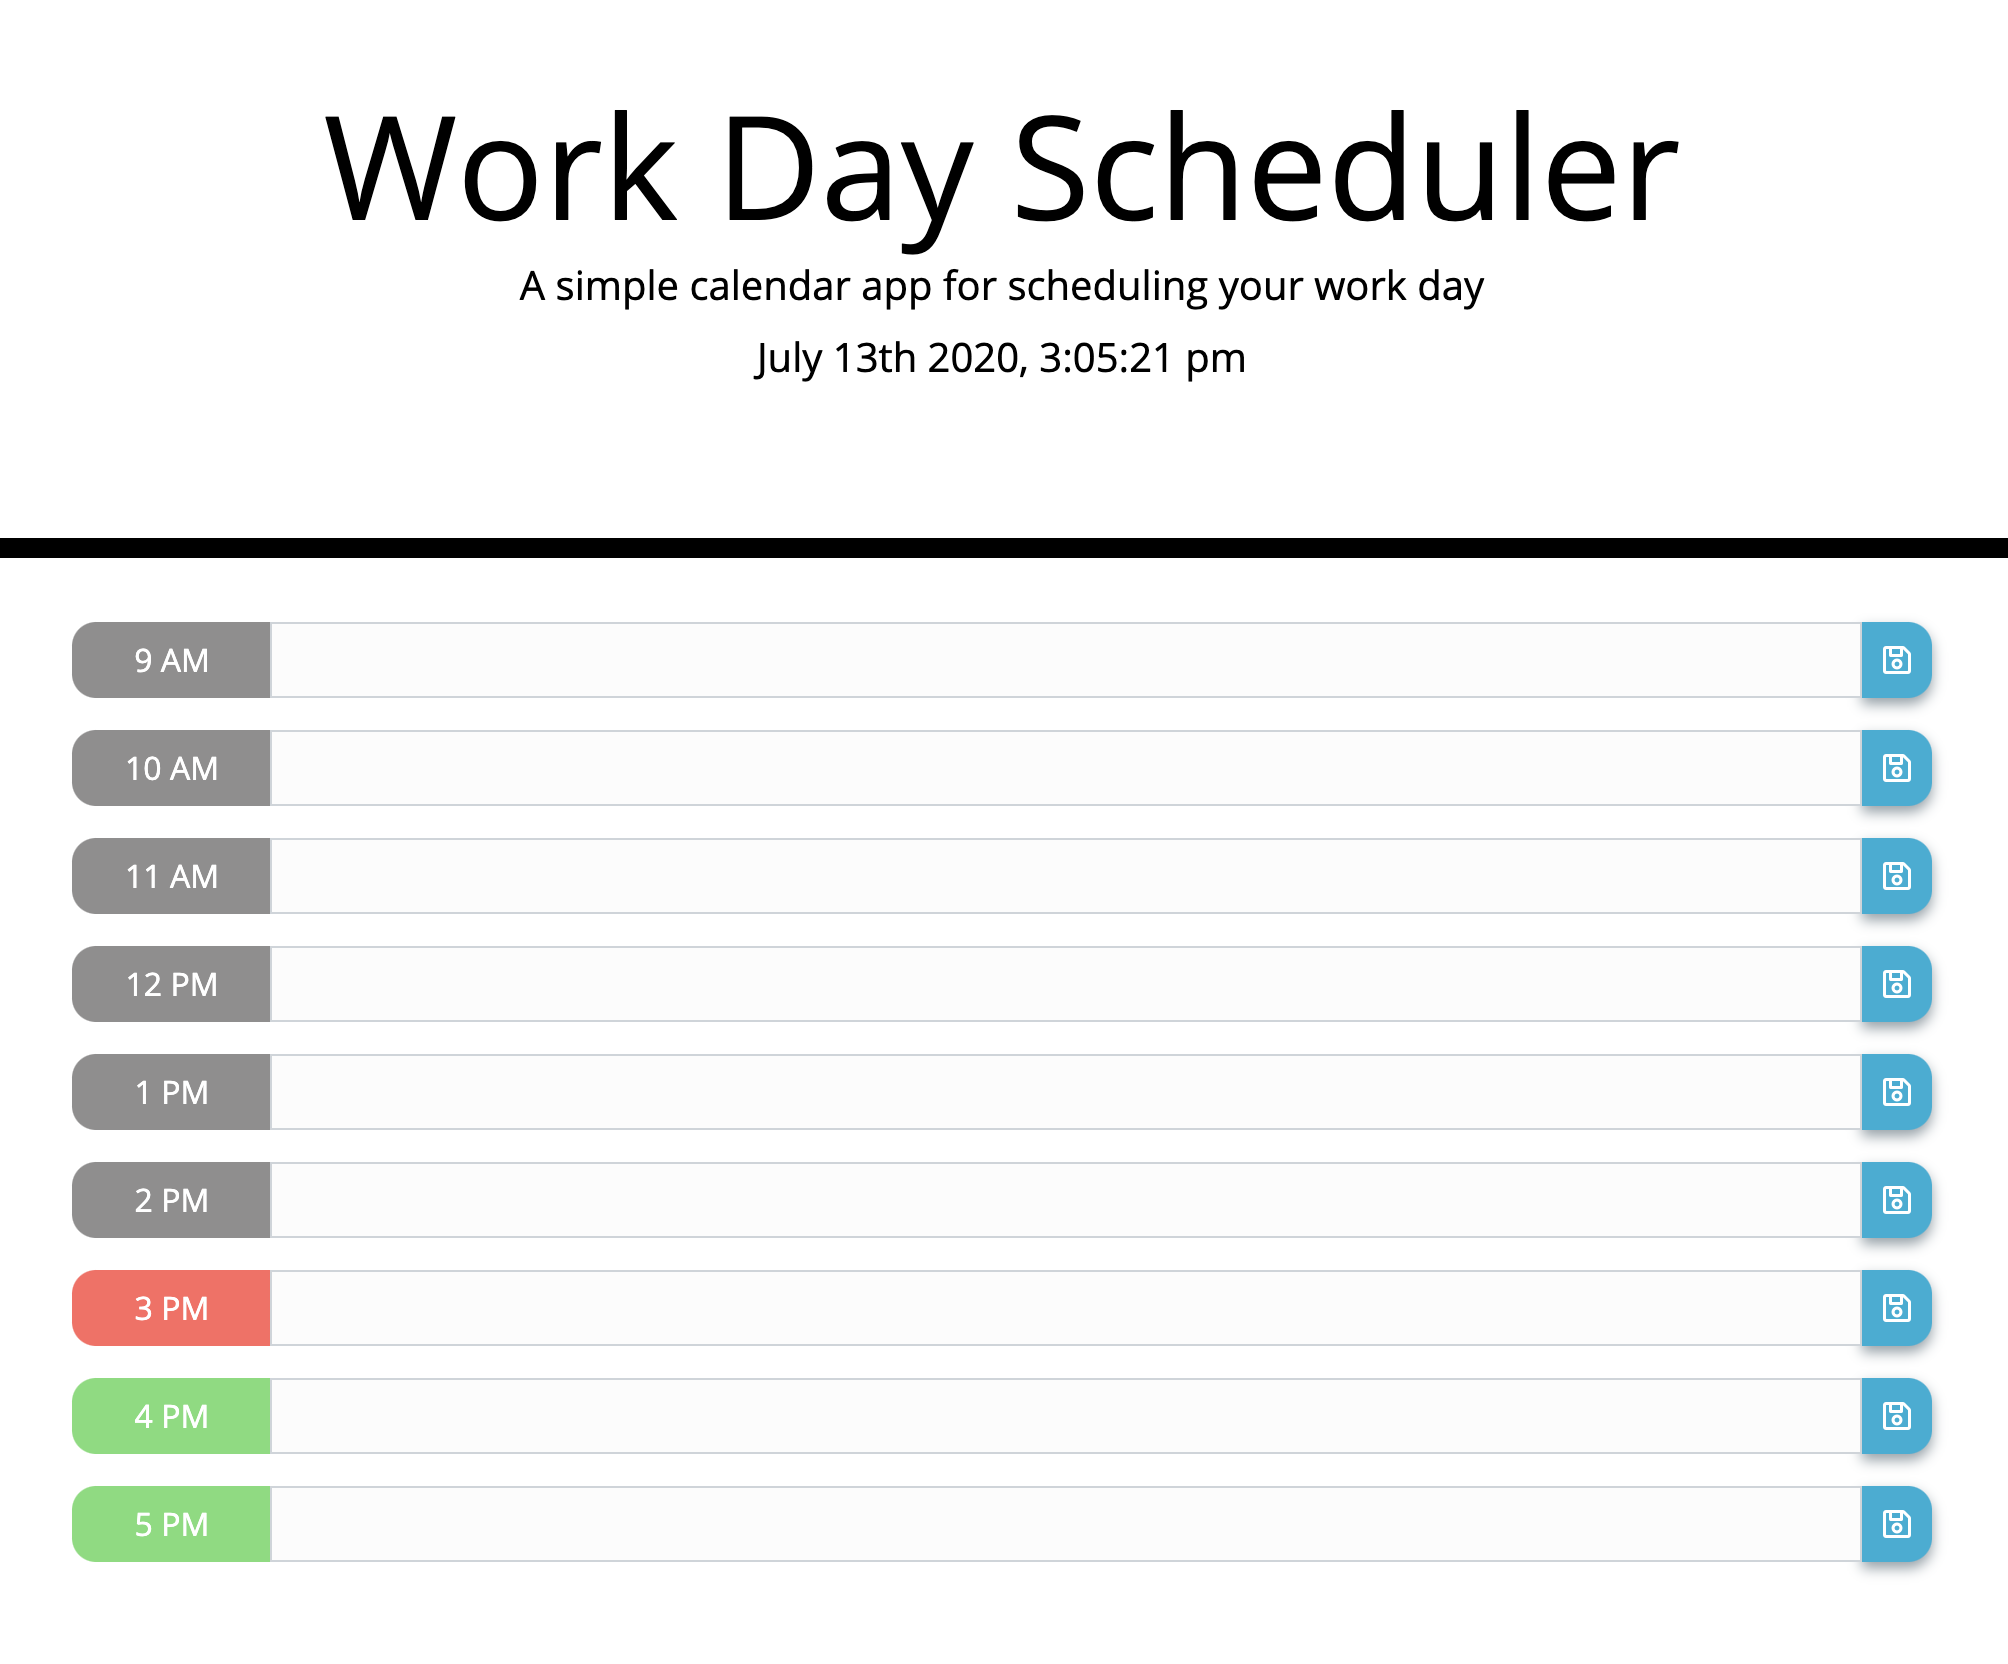 Work Day Scheduler
A simple calendar app for scheduling your work day
July 13th 2020, 3:05:21 pm
9 AM
10 AM
11 AM
12 PM
1 PM
2 PM
3 PM
4 PM
5 PM